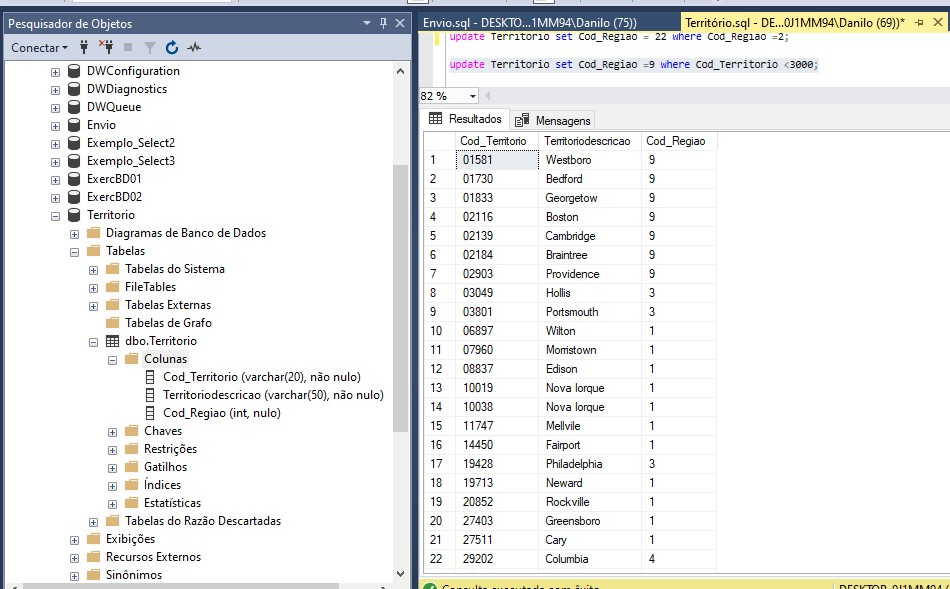 Pesquisador de Objetos
Conectar
DWConfiguration
DWDiagnostics
DWQueue
Envio
Exemplo_Select2
Exemplo_Select3
ExercBD01
ExercBD02
Territorio
Diagramas de Banco de Dados
Tabelas
Tabelas do Sistema
FileTables
Tabelas Externas
Tabelas de Grafo
dbo.Territorio
Colunas
Cod_Territorio (varchar(20), não nulo)
Territoriodescricao (varchar(50), não nulo)
Cod_Regiao (int, nulo)
Chaves
Restrições
Gatilhos
Índices
Estatísticas
Tabelas do Razão Descartadas
Exibições
Recursos Externos
Sinônimos
Envio.sql - DESKTO...1MM94\Danilo (75))
Território.sql - DE...0J1MM94\Danilo (69))*
update Territorio set Cod_Regiao = 22 where Cod_Regiao =2;
update Territorio set Cod_Regiao =9 where Cod_Territorio <3000;
82 %
Resultados Mensagens
Cod_Territorio Territoriodescricao Cod_Regiao
1 01581 Westboro 9
2 01730 Bedford 9
3 01833 Georgetow 9
4 02116 Boston 9
5 02139 Cambridge 9
6 02184 Braintree 9
7 02903 Providence 9
8 03049 Hollis 3
9 03801 Portsmouth 3
10 06897 Wilton 1
11 07960 Morristown 1
12 08837 Edison 1
13 10019 Nova Iorque 1
14 10038 Nova Iorque 1
15 11747 Mellvile 1
16 14450 Fairport 1
17 19428 Philadelphia 3
18 19713 Neward 1
19 20852 Rockville 1
20 27403 Greensboro 1
21 27511 Cary 1
22 29202 Columbia 4
Consulta executada com êxito
DESKTOP-0J1MM94